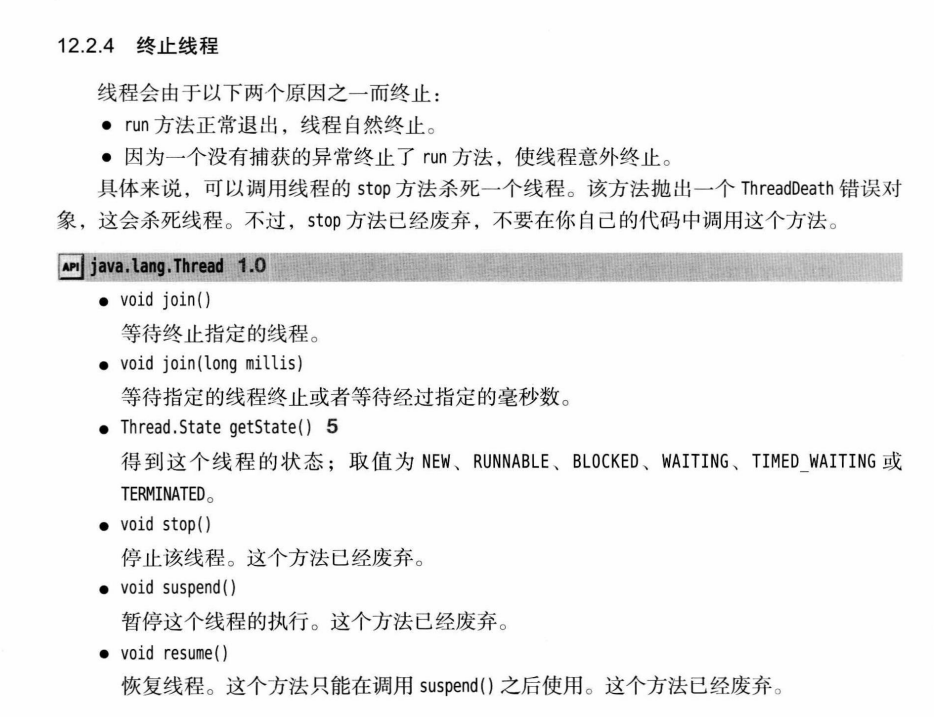 12.2.4 终止线程
线程会由于以下两个原因之一而终止：
● run 方法正常退出，线程自然终止。
● 因为一个没有捕获的异常终止了 run 方法，使线程意外终止。
具体来说，可以调用线程的 stop 方法杀死一个线程。该方法抛出一个 ThreadDeath 错误对
象，这会杀死线程。不过，stop 方法已经废弃，不要在你自己的代码中调用这个方法。
API java.lang.Thread 1.0
● void join()
等待终止指定的线程。
● void join(long millis)
等待指定的线程终止或者等待经过指定的毫秒数。
● Thread.State getState() 5
得到这个线程的状态；取值为 NEW、RUNNABLE、BLOCKED、WAITING、TIMED_WAITING 或
TERMINATED。
● void stop()
停止该线程。这个方法已经废弃。
● void suspend()
暂停这个线程的执行。这个方法已经废弃。
● void resume()
恢复线程。这个方法只能在调用 suspend() 之后使用。这个方法已经废弃。